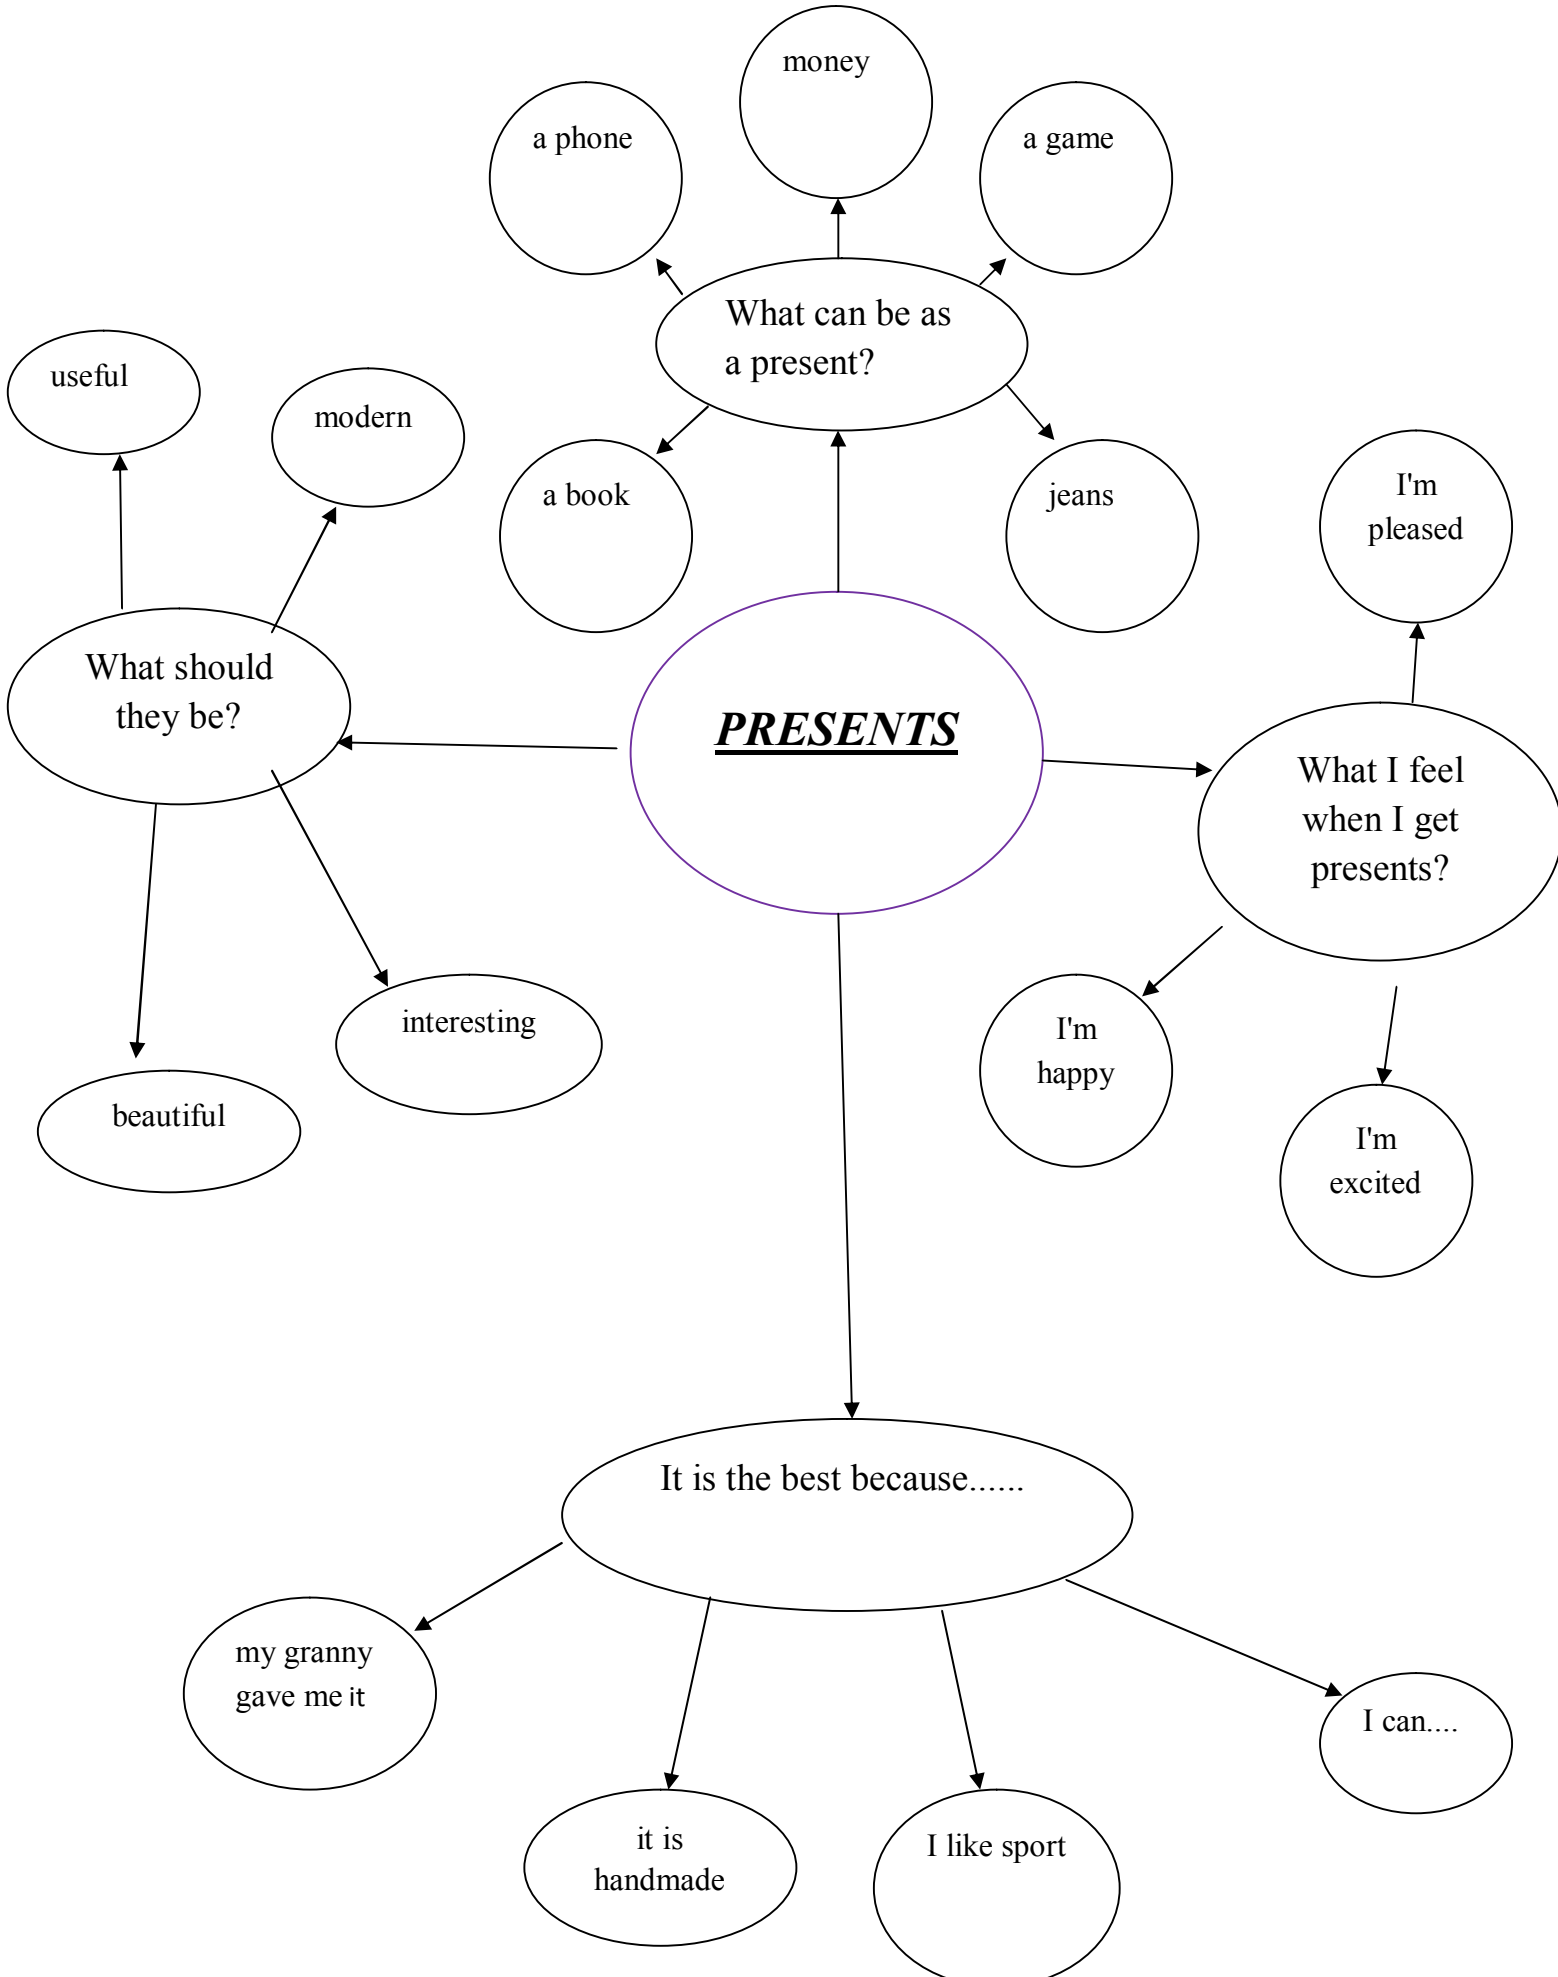 money
a phone
a game
What can be as
a present?
useful
modern
a book
jeans
I'm
pleased
What should
they be?
PRESENTS
What I feel
when I get
presents?
interesting
beautiful
I'm
happy
I'm
excited
It is the best because......
my granny
gave me it
it is
handmade
I like sport
I can....